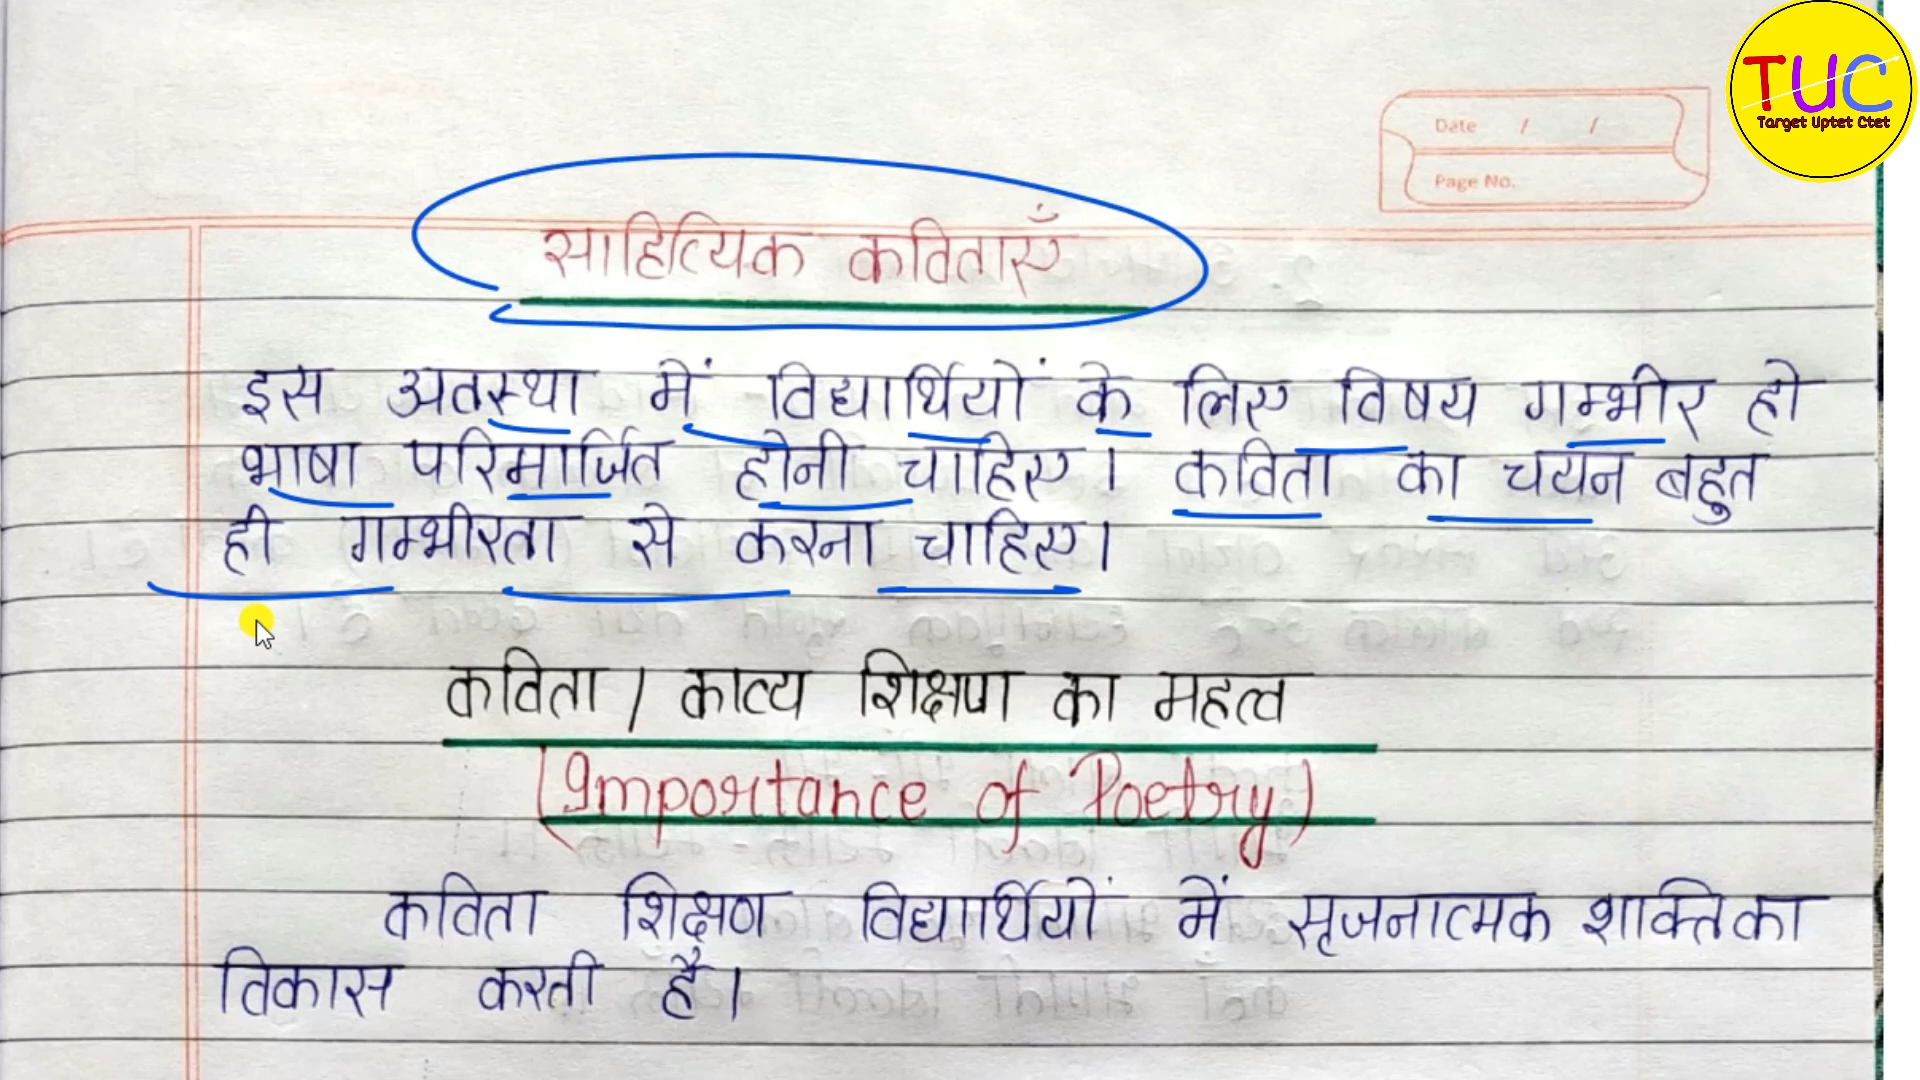 TUC
Target Uptet Ctet
Date / /
Page No.
साहित्यिक कविताएँ
इस अवस्था में विद्यार्थियों के लिए विषय गम्भीर हो
भाषा परिमार्जित होनी चाहिए। कविता का चयन बहुत
ही गम्भीरता से करना चाहिए।
कविता / काव्य शिक्षण का महत्व
(Importance of Poetry)
कविता शिक्षण विद्यार्थियों में सृजनात्मक शक्ति का
विकास करती है।